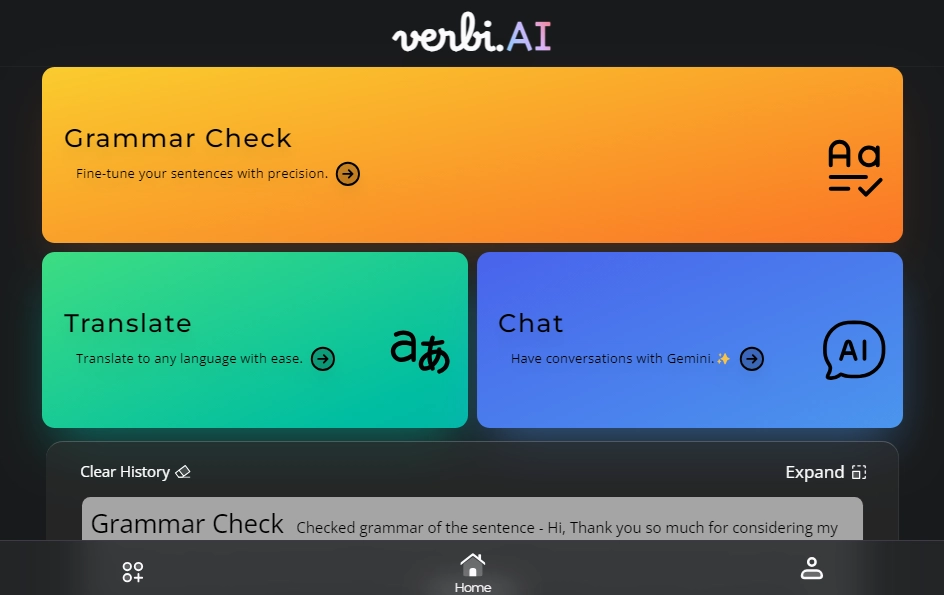 verbi.AI
Grammar Check
Fine-tune your sentences with precision.
Aa
Translate
Translate to any language with ease.
aあ
Chat
Have conversations with Gemini.✨
AI
Clear History
Expand
Grammar Check Checked grammar of the sentence - Hi, Thank you so much for considering my
Home